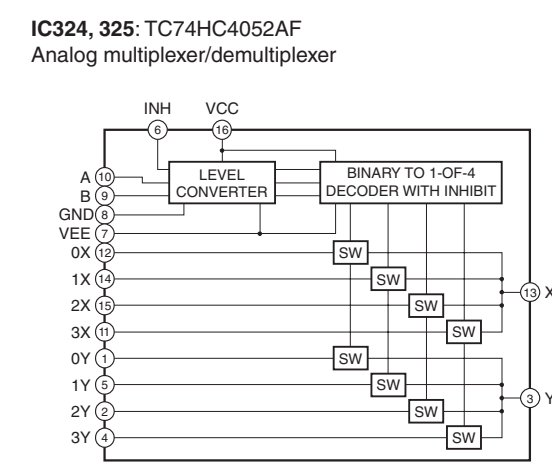 IC324, 325: TC74HC4052AF
Analog multiplexer/demultiplexer
INH VCC
6 16
A 10 LEVEL CONVERTER BINARY TO 1-OF-4 DECODER WITH INHIBIT
B 9
GND 8
VEE 7
0X 12 SW
1X 14 SW
13 X
2X 15 SW
3X 11 SW
0Y 1 SW
1Y 5 SW
3 Y
2Y 2 SW
3Y 4 SW